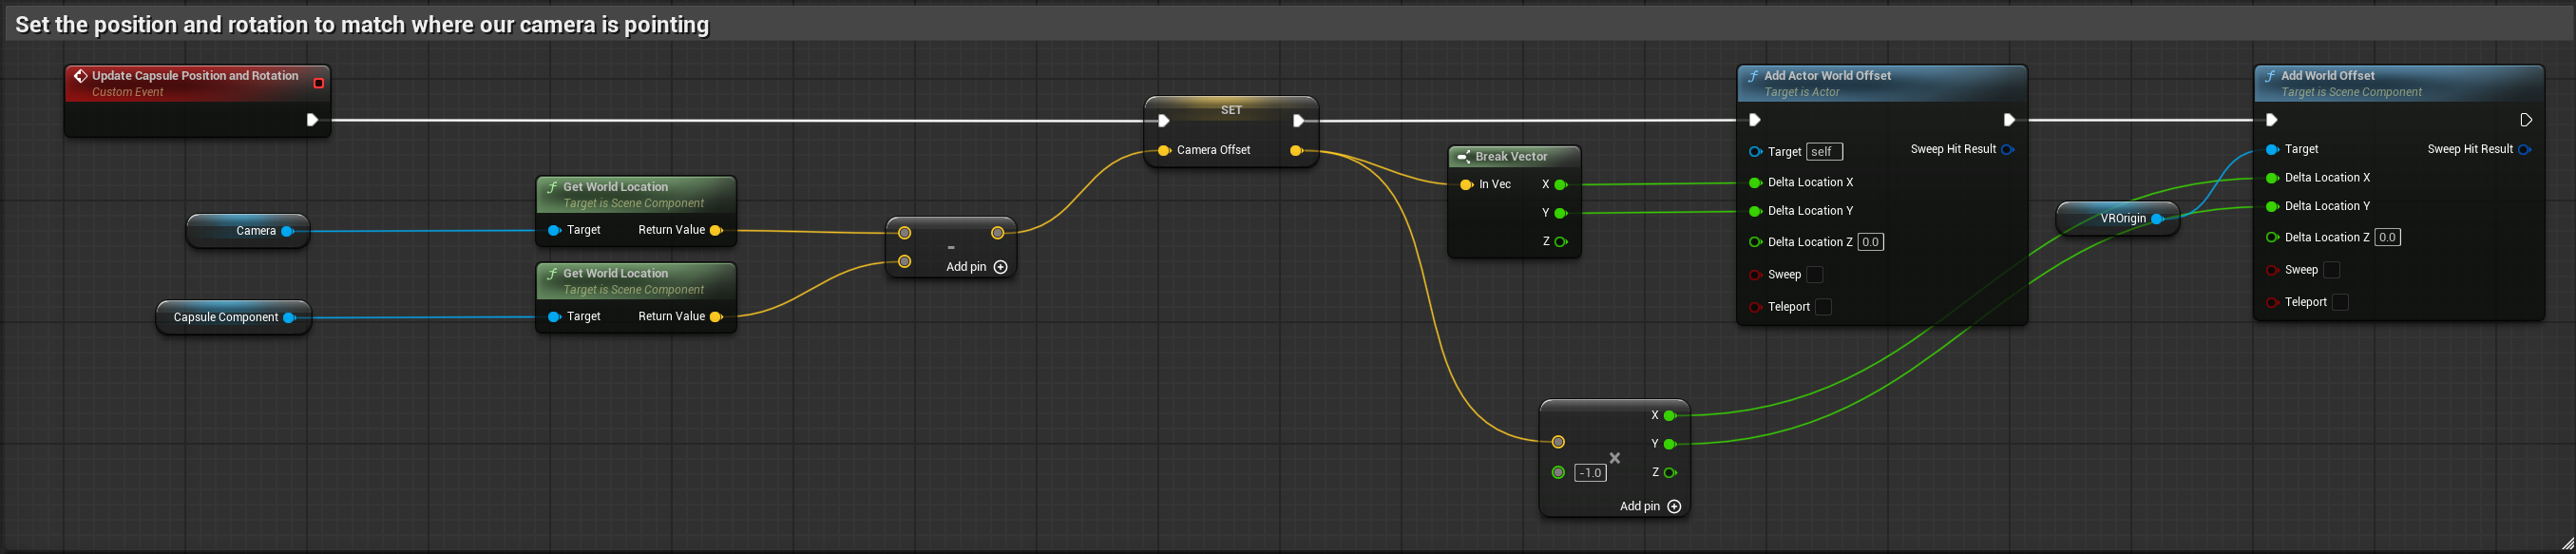 Set the position and rotation to match where our camera is pointing
Update Capsule Position and Rotation
Custom Event
Camera
Capsule Component
Get World Location
Target is Scene Component
Target Return Value
Get World Location
Target is Scene Component
Target Return Value
-
Add pin
SET
Camera Offset
Break Vector
In Vec X
Y
Z
X
Y
× -1.0 Z
Add pin
Add Actor World Offset
Target is Actor
Target self Sweep Hit Result
Delta Location X
Delta Location Y
Delta Location Z 0.0
Sweep
Teleport
VROrigin
Add World Offset
Target is Scene Component
Target Sweep Hit Result
Delta Location X
Delta Location Y
Delta Location Z 0.0
Sweep
Teleport